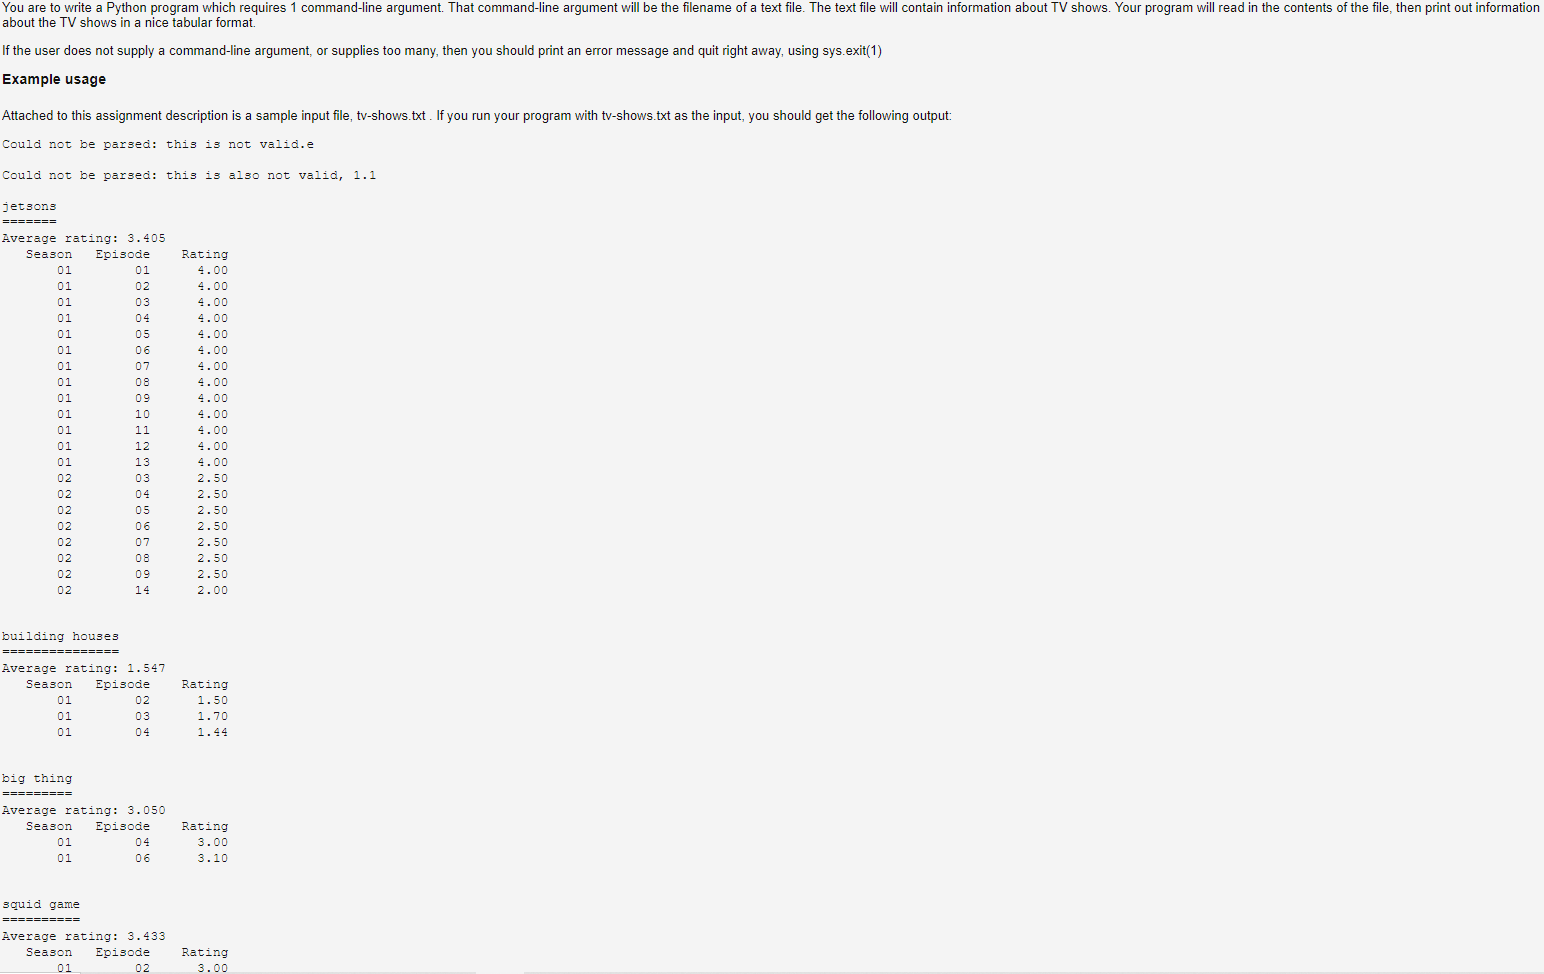 You are to write a Python program which requires 1 command-line argument. That command-line argument will be the filename of a text file. The text file will contain information about TV shows. Your program will read in the contents of the file, then print out information
about the TV shows in a nice tabular format.
If the user does not supply a command-line argument, or supplies too many, then you should print an error message and quit right away, using sys.exit(1)
Example usage
Attached to this assignment description is a sample input file, tv-shows.txt . If you run your program with tv-shows.txt as the input, you should get the following output:
Could not be parsed: this is not valid.e
Could not be parsed: this is also not valid, 1.1
jetsons
=======
Average rating: 3.405
   Season   Episode    Rating
       01        01      4.00
       01        02      4.00
       01        03      4.00
       01        04      4.00
       01        05      4.00
       01        06      4.00
       01        07      4.00
       01        08      4.00
       01        09      4.00
       01        10      4.00
       01        11      4.00
       01        12      4.00
       01        13      4.00
       02        03      2.50
       02        04      2.50
       02        05      2.50
       02        06      2.50
       02        07      2.50
       02        08      2.50
       02        09      2.50
       02        14      2.00
building houses
===============
Average rating: 1.547
   Season   Episode    Rating
       01        02      1.50
       01        03      1.70
       01        04      1.44
big thing
=========
Average rating: 3.050
   Season   Episode    Rating
       01        04      3.00
       01        06      3.10
squid game
==========
Average rating: 3.433
   Season   Episode    Rating
       01        02      3.00